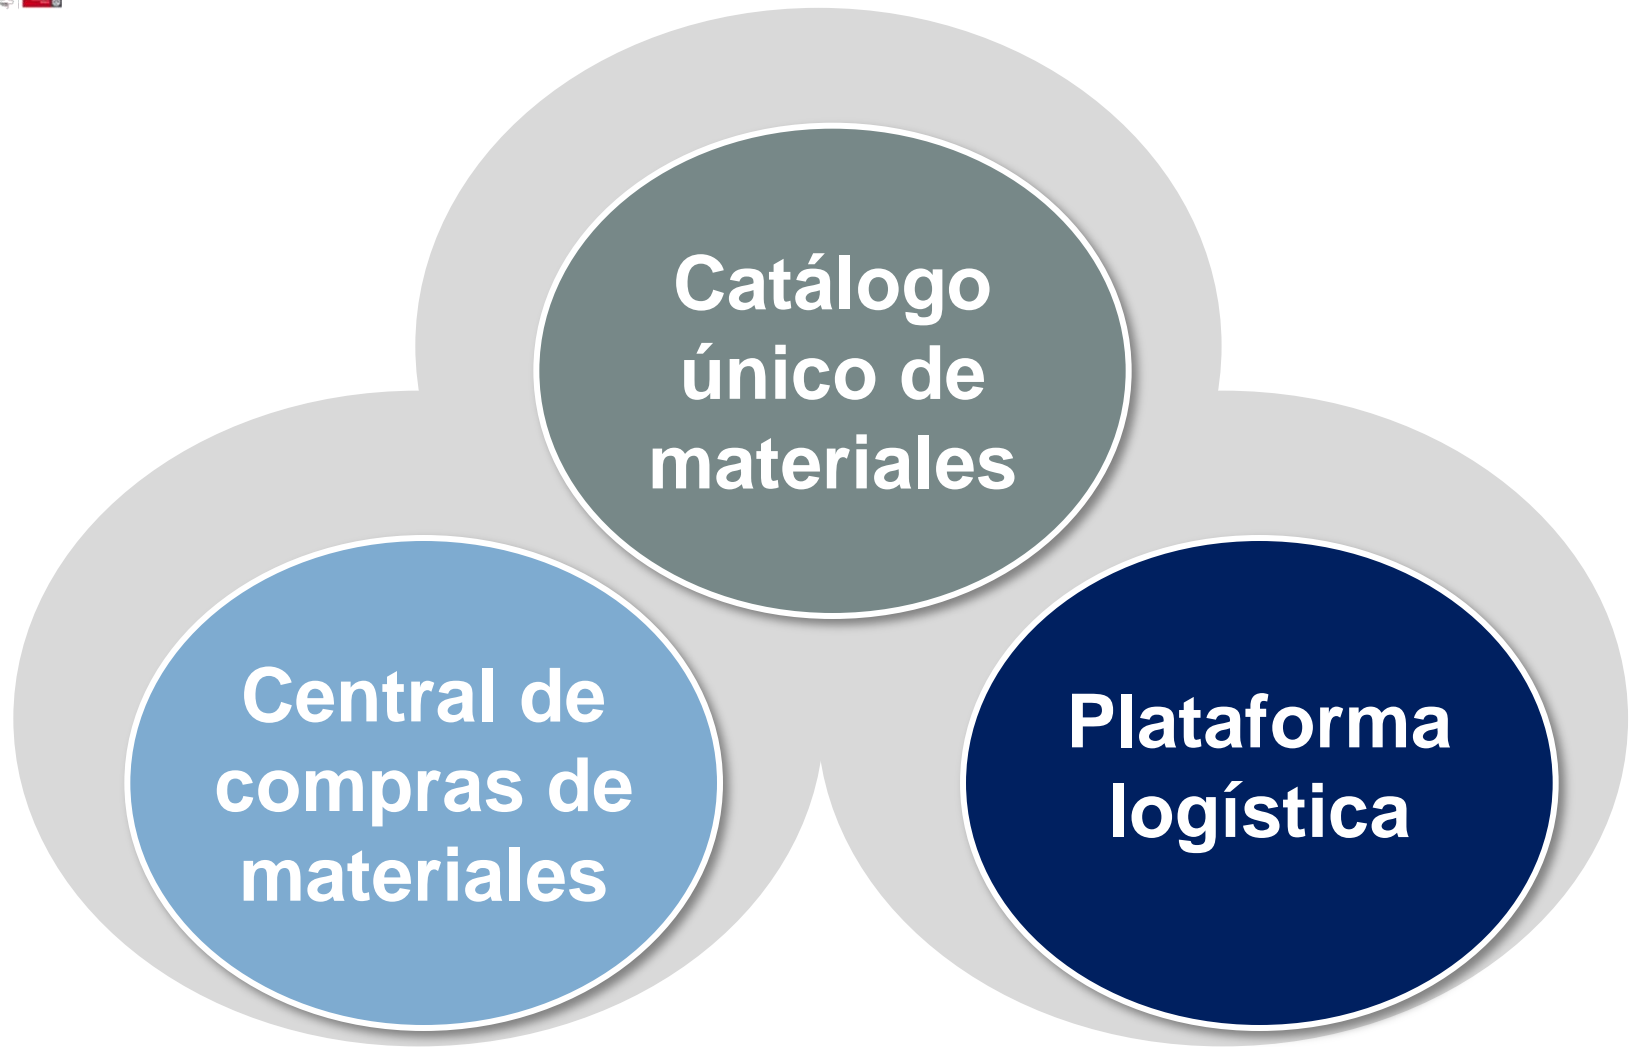 Catálogo
único de
materiales
Central de
compras de
materiales
Plataforma
logística